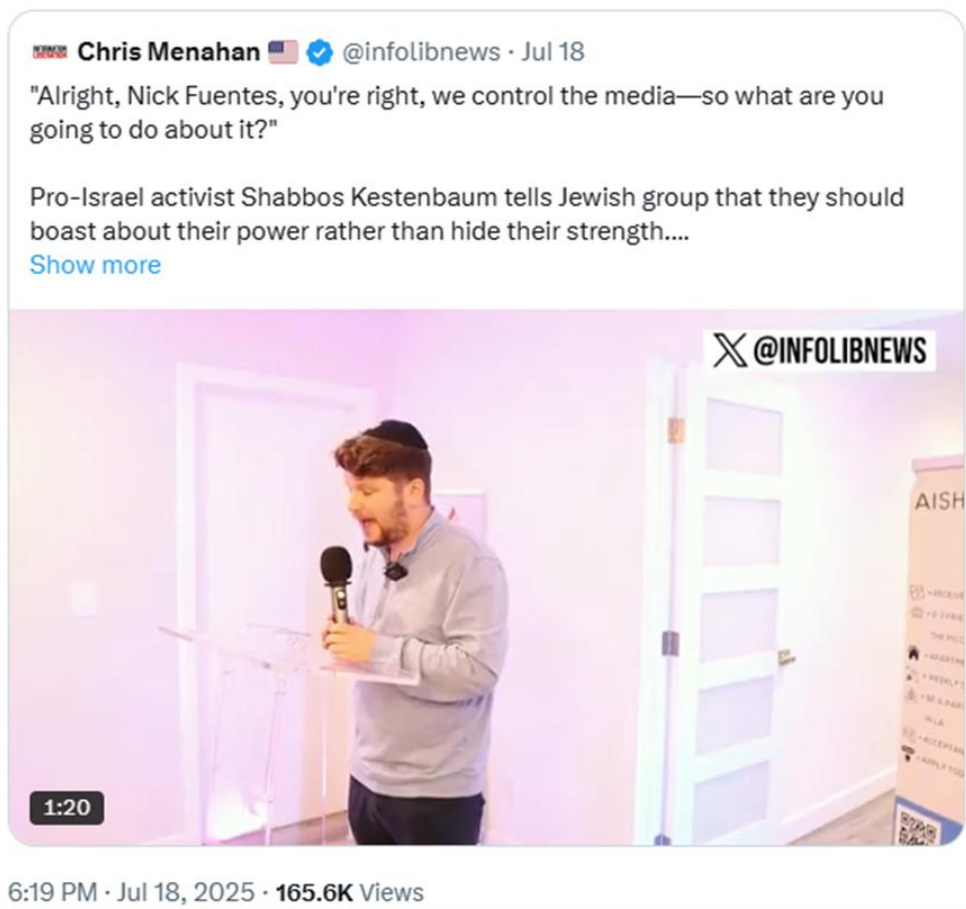 Chris Menahan @infolibnews · Jul 18
"Alright, Nick Fuentes, you're right, we control the media—so what are you
going to do about it?"
Pro-Israel activist Shabbos Kestenbaum tells Jewish group that they should
boast about their power rather than hide their strength....
Show more
X @INFOLIBNEWS
AISH
1:20
6:19 PM · Jul 18, 2025 · 165.6K Views